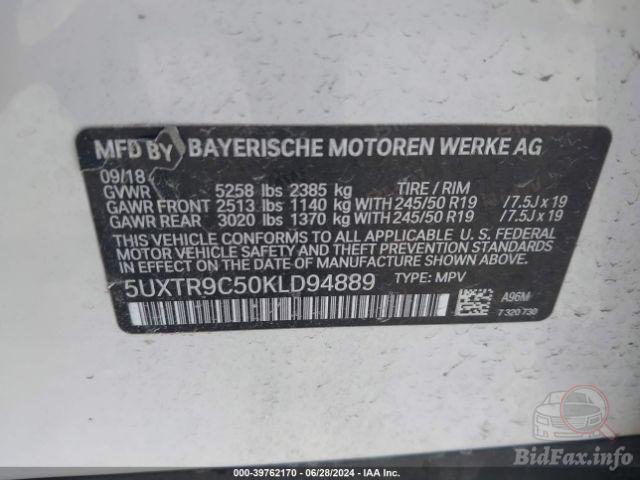 MFD BY BAYERISCHE MOTOREN WERKE AG
09/18
GVWR 5258 lbs 2385 kg TIRE / RIM
GAWR FRONT 2513 lbs 1140 kg WITH 245/50 R19 /7.5J x 19
GAWR REAR 3020 lbs 1370 kg WITH 245/50 R19 /7.5J x 19
THIS VEHICLE CONFORMS TO ALL APPLICABLE U. S. FEDERAL
MOTOR VEHICLE SAFETY AND THEFT PREVENTION STANDARDS
IN EFFECT ON THE DATE OF MANUFACTURE SHOWN ABOVE.
5UXTR9C50KLD94889 TYPE: MPV
A96M
7 320 730
BidFax.info
000-39762170 - 06/28/2024 - IAA Inc.